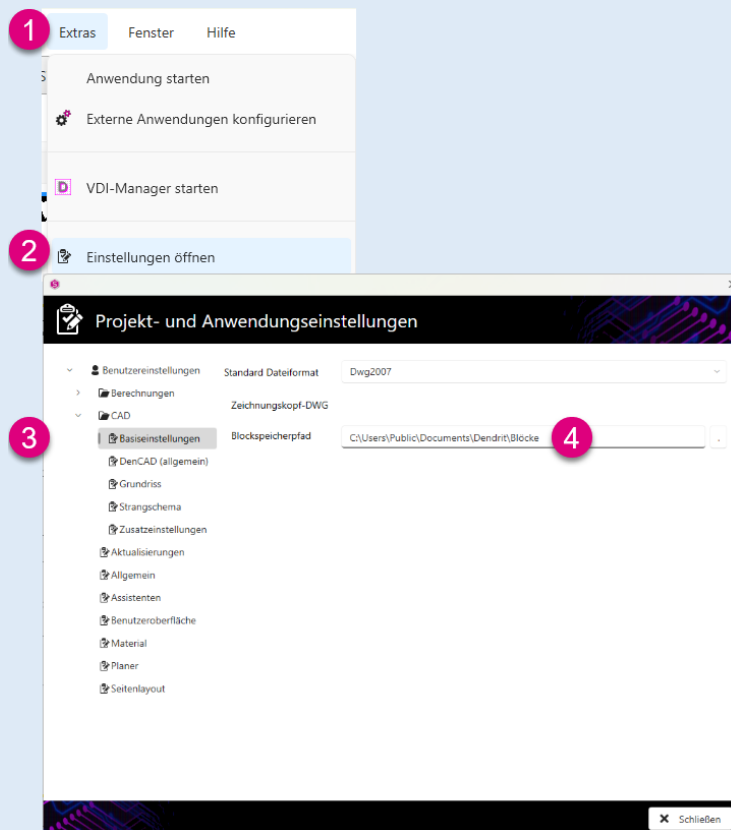 1 Extras Fenster Hilfe
Anwendung starten
Externe Anwendungen konfigurieren
D VDI-Manager starten
2 Einstellungen öffnen
Projekt- und Anwendungseinstellungen
Benutzereinstellungen Standard Dateiformat Dwg2007
Berechnungen
Zeichnungskopf-DWG
CAD
3 Basiseinstellungen Blockspeicherpfad C:\Users\Public\Documents\Dendrit\Blöcke 4 .
DenCAD (allgemein)
Grundriss
Strangschema
Zusatzeinstellungen
Aktualisierungen
Allgemein
Assistenten
Benutzeroberfläche
Material
Planer
Seitenlayout
Schließen